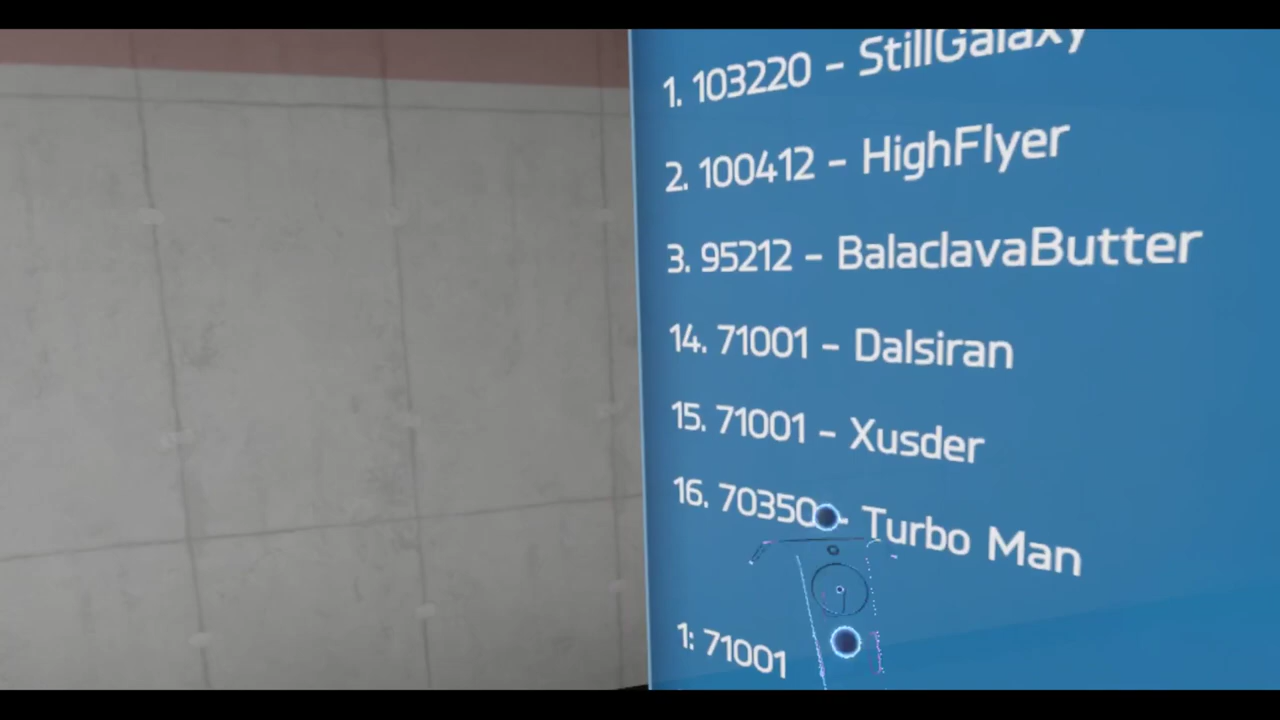 1. 103220 - StillGalaxy
2. 100412 - HighFlyer
3. 95212 - BalaclavaButter
14. 71001 - Dalsiran
15. 71001 - Xusder
16. 70350 - Turbo Man
1: 71001